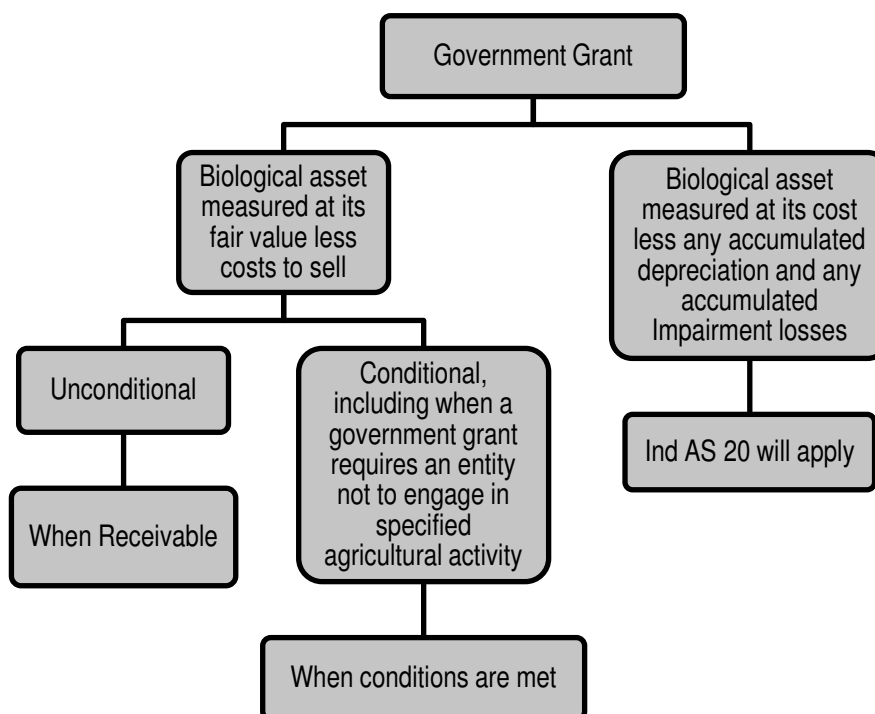 Government Grant
Biological asset
measured at its
fair value less
costs to sell
Biological asset
measured at its cost
less any accumulated
depreciation and any
accumulated
Impairment losses
Unconditional
Conditional,
including when a
government grant
requires an entity
not to engage in
specified
agricultural activity
Ind AS 20 will apply
When Receivable
When conditions are met